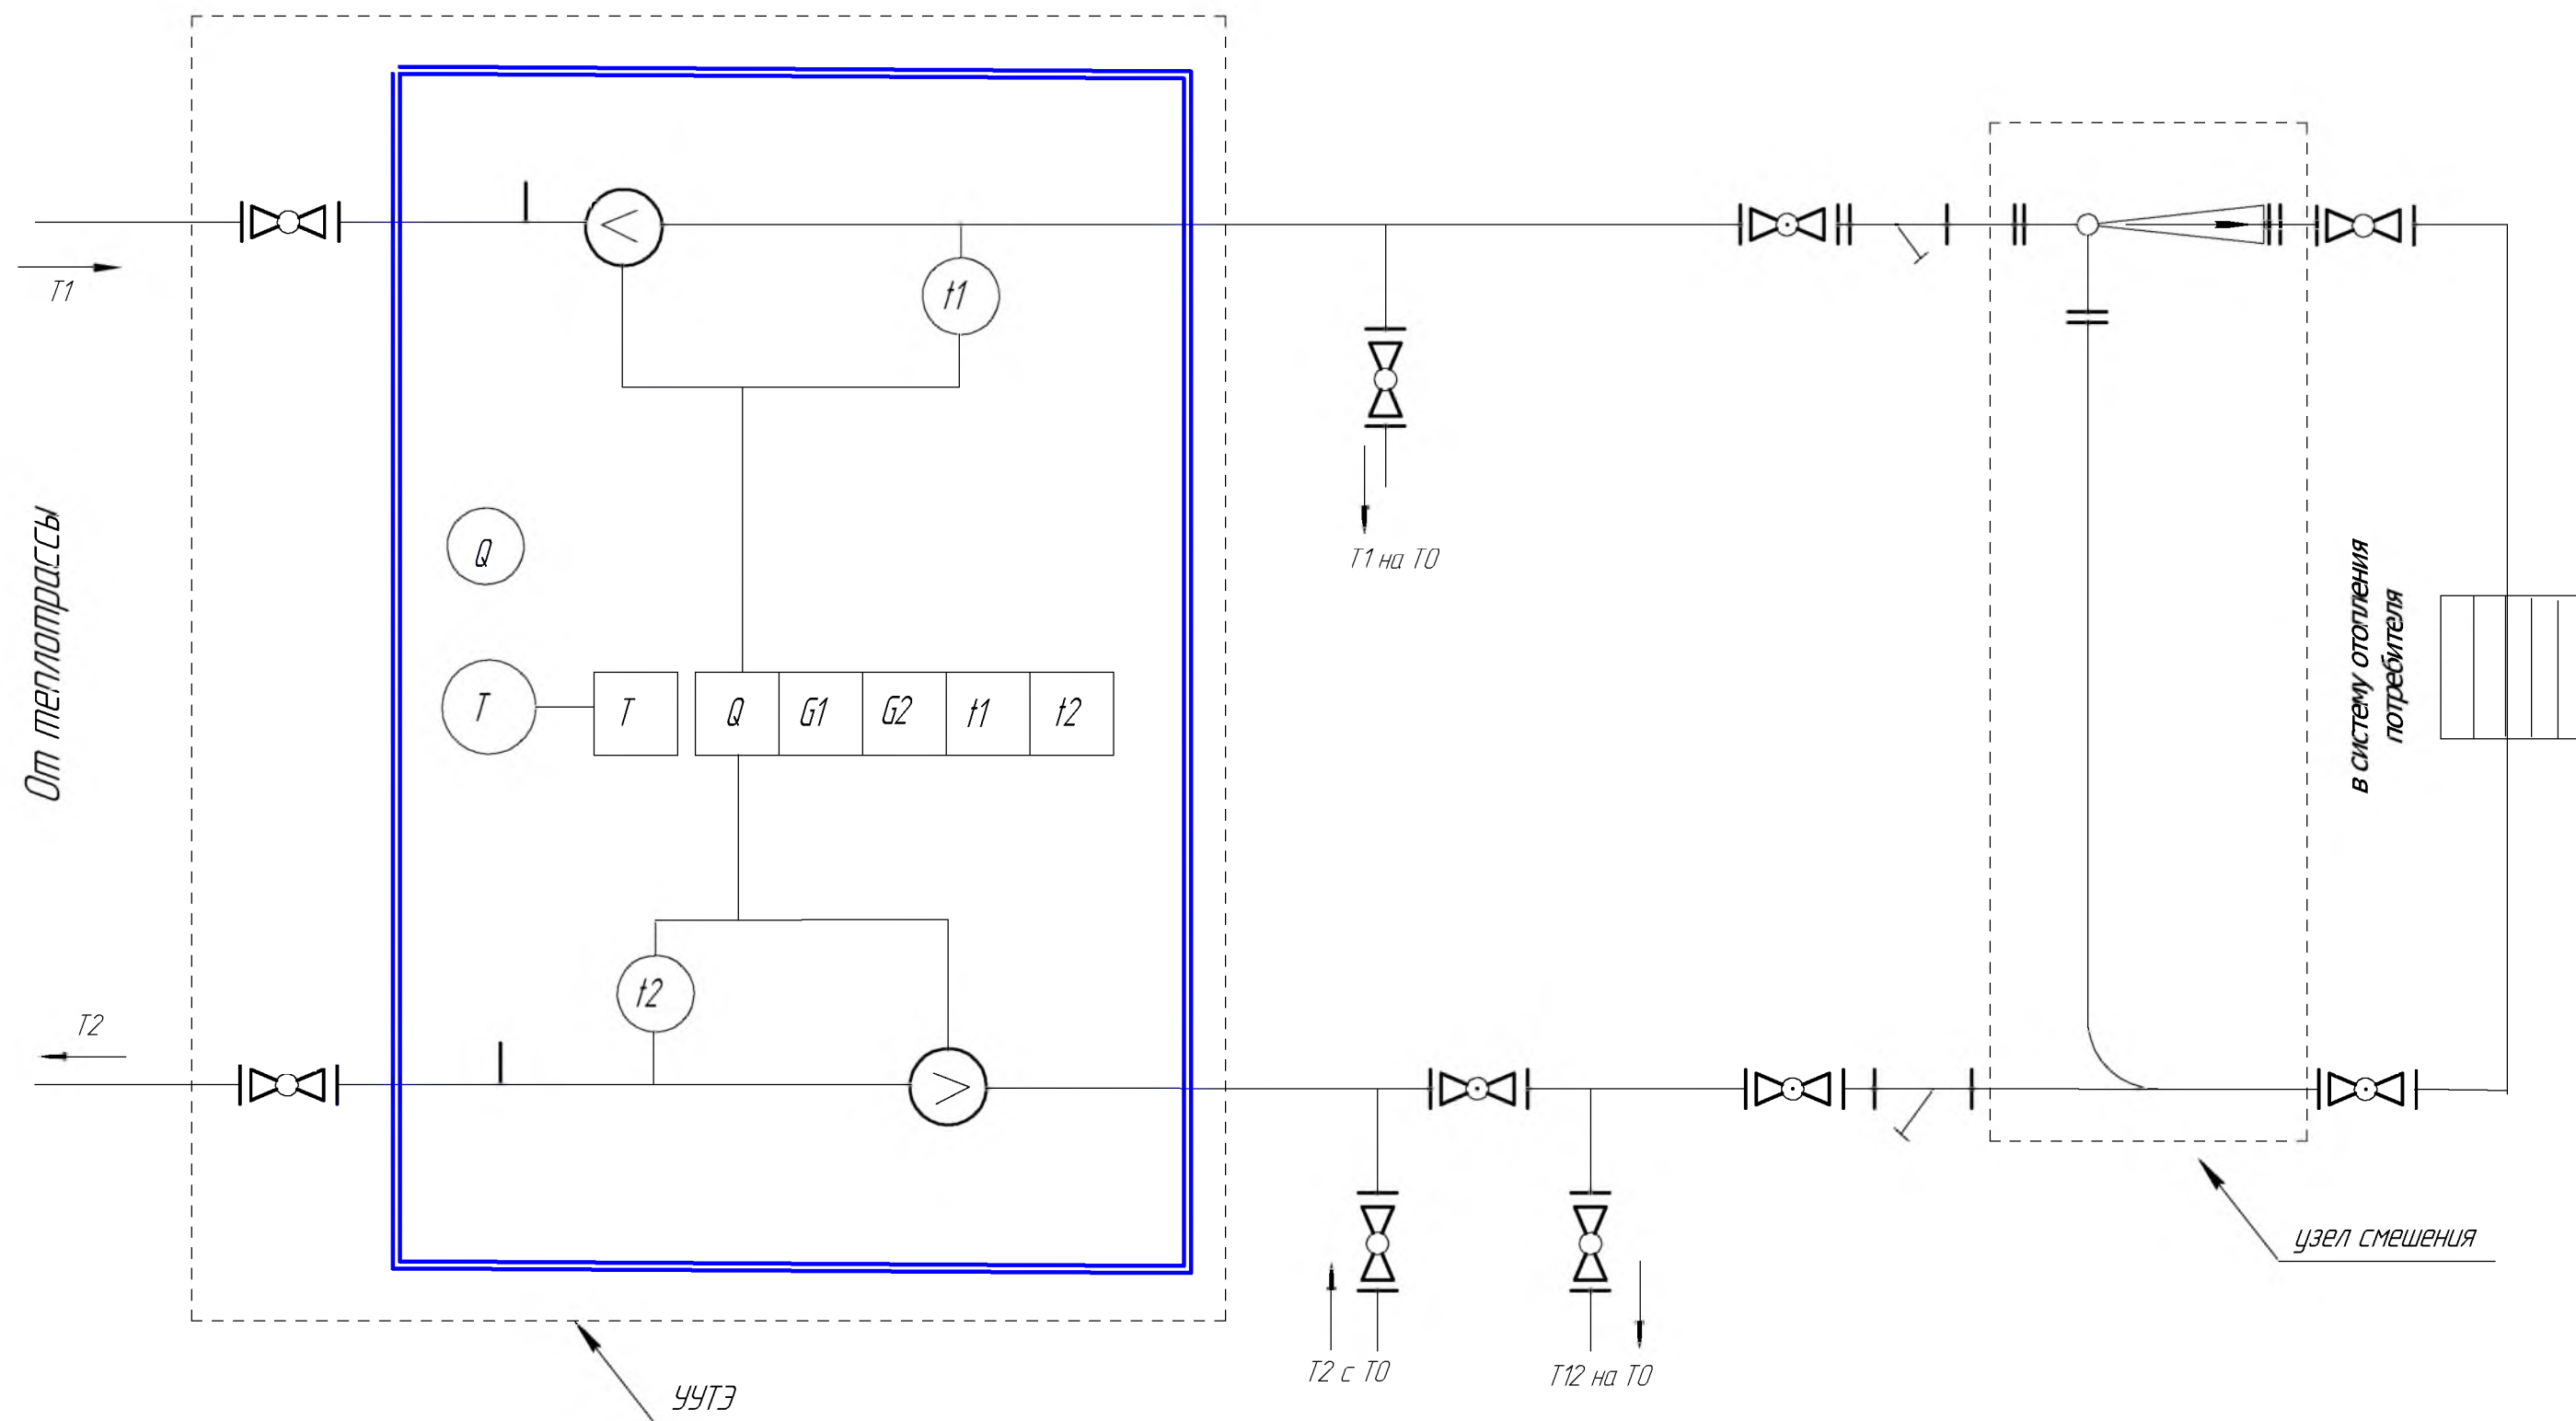 T1
t1
От теплотрассы
Q
T1 на ТО
в систему отопления
потребителя
T
T
Q
G1
G2
t1
t2
t2
T2
узел смешения
T2 с ТО
T12 на ТО
УУТЭ